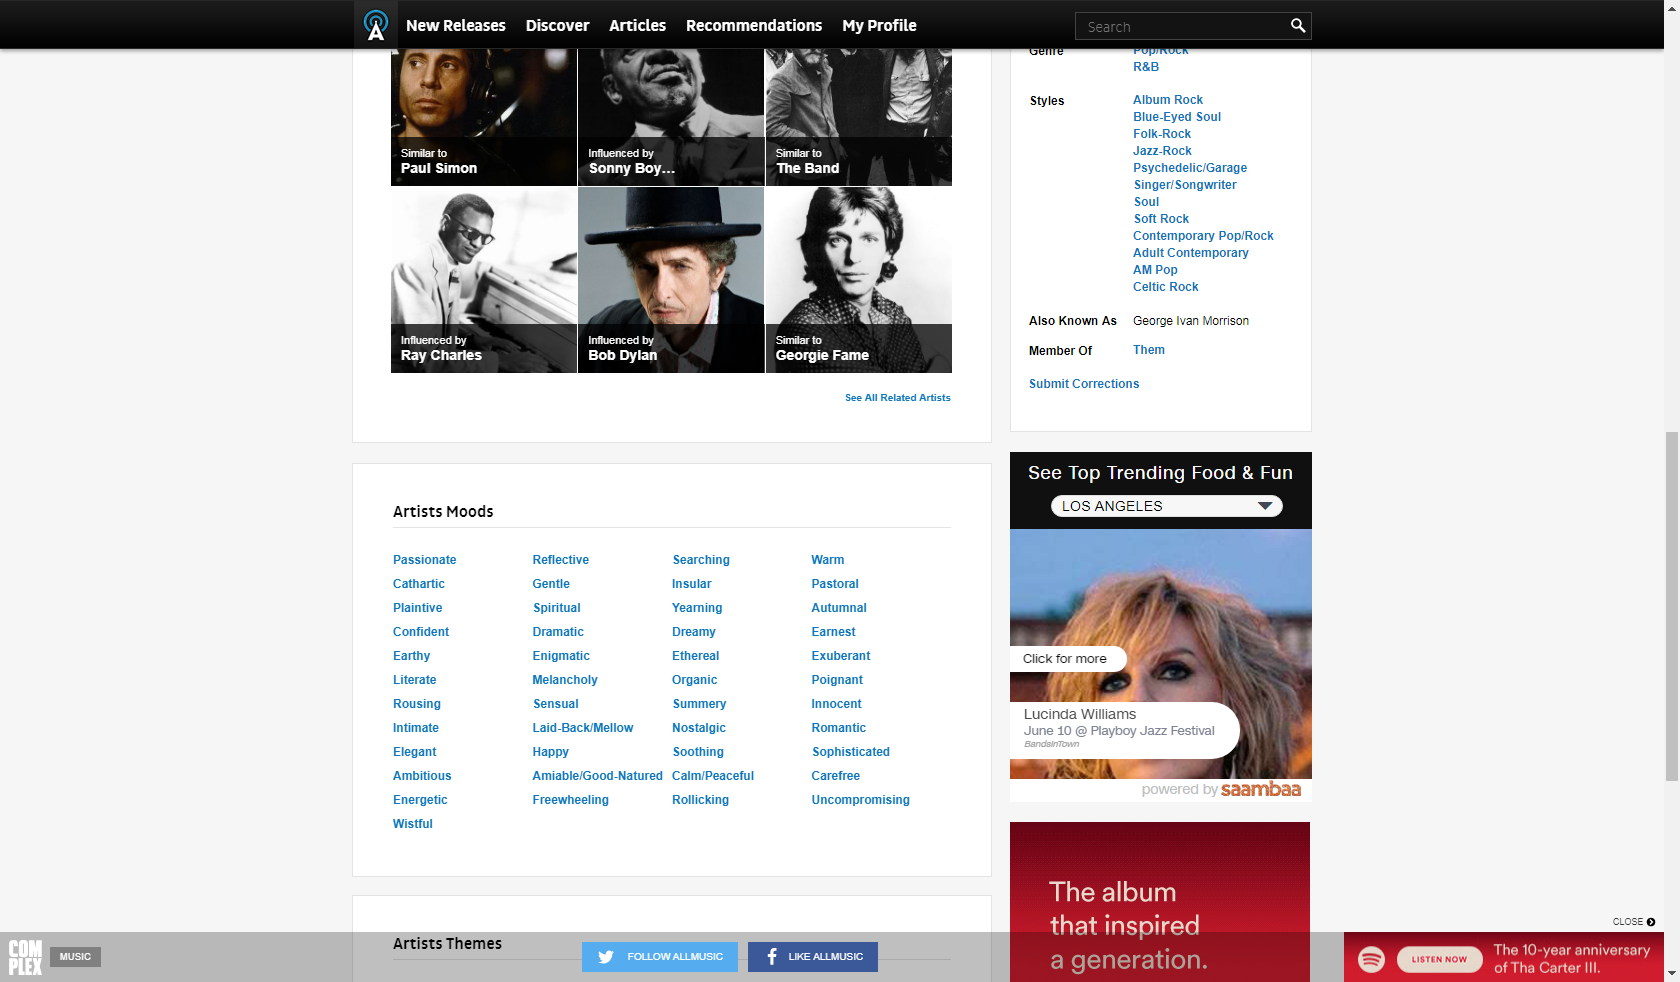 New Releases
Discover
Articles
Recommendations
My Profile
Search
Similar to
Paul Simon
Influenced by
Sonny Boy...
Similar to
The Band
Influenced by
Ray Charles
Influenced by
Bob Dylan
Similar to
Georgie Fame
See All Related Artists
Genre
Pop/Rock
R&B
Styles
Album Rock
Blue-Eyed Soul
Folk-Rock
Jazz-Rock
Psychedelic/Garage
Singer/Songwriter
Soul
Soft Rock
Contemporary Pop/Rock
Adult Contemporary
AM Pop
Celtic Rock
Also Known As
George Ivan Morrison
Member Of
Them
Submit Corrections
Artists Moods
Passionate
Reflective
Searching
Warm
Cathartic
Gentle
Insular
Pastoral
Plaintive
Spiritual
Yearning
Autumnal
Confident
Dramatic
Dreamy
Earnest
Earthy
Enigmatic
Ethereal
Exuberant
Literate
Melancholy
Organic
Poignant
Rousing
Sensual
Summery
Innocent
Intimate
Laid-Back/Mellow
Nostalgic
Romantic
Elegant
Happy
Soothing
Sophisticated
Ambitious
Amiable/Good-Natured
Calm/Peaceful
Carefree
Energetic
Freewheeling
Rollicking
Uncompromising
Wistful
See Top Trending Food & Fun
LOS ANGELES
Click for more
Lucinda Williams
June 10 @ Playboy Jazz Festival
BandsInTown
powered by saambaa
The album
that inspired
a generation.
Artists Themes
COM
PLEX
MUSIC
FOLLOW ALLMUSIC
LIKE ALLMUSIC
CLOSE
LISTEN NOW
The 10-year anniversary
of Tha Carter III.